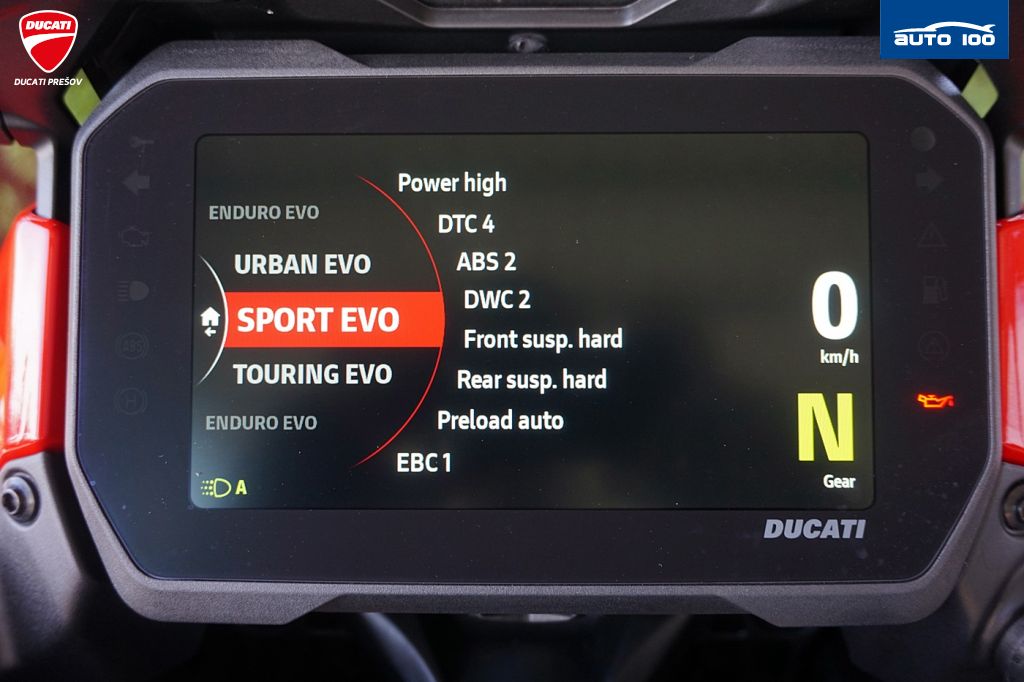 DUCATI
DUCATI PREŠOV
AUTO 100
Power high
ENDURO EVO
DTC 4
URBAN EVO
ABS 2
DWC 2
SPORT EVO
Front susp. hard
0
km/h
TOURING EVO
Rear susp. hard
ENDURO EVO
Preload auto
EBC 1
N
Gear
A
DUCATI
ABS
H